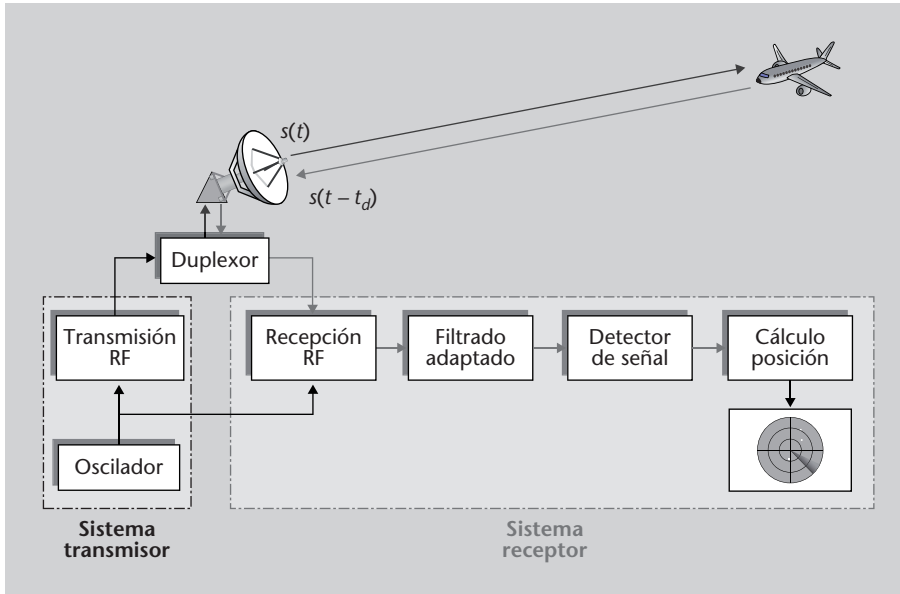 s(t)
s(t – t_d)
Duplexor
Transmisión
RF
Recepción
RF
Filtrado
adaptado
Detector
de señal
Cálculo
posición
Oscilador
Sistema
transmisor
Sistema
receptor